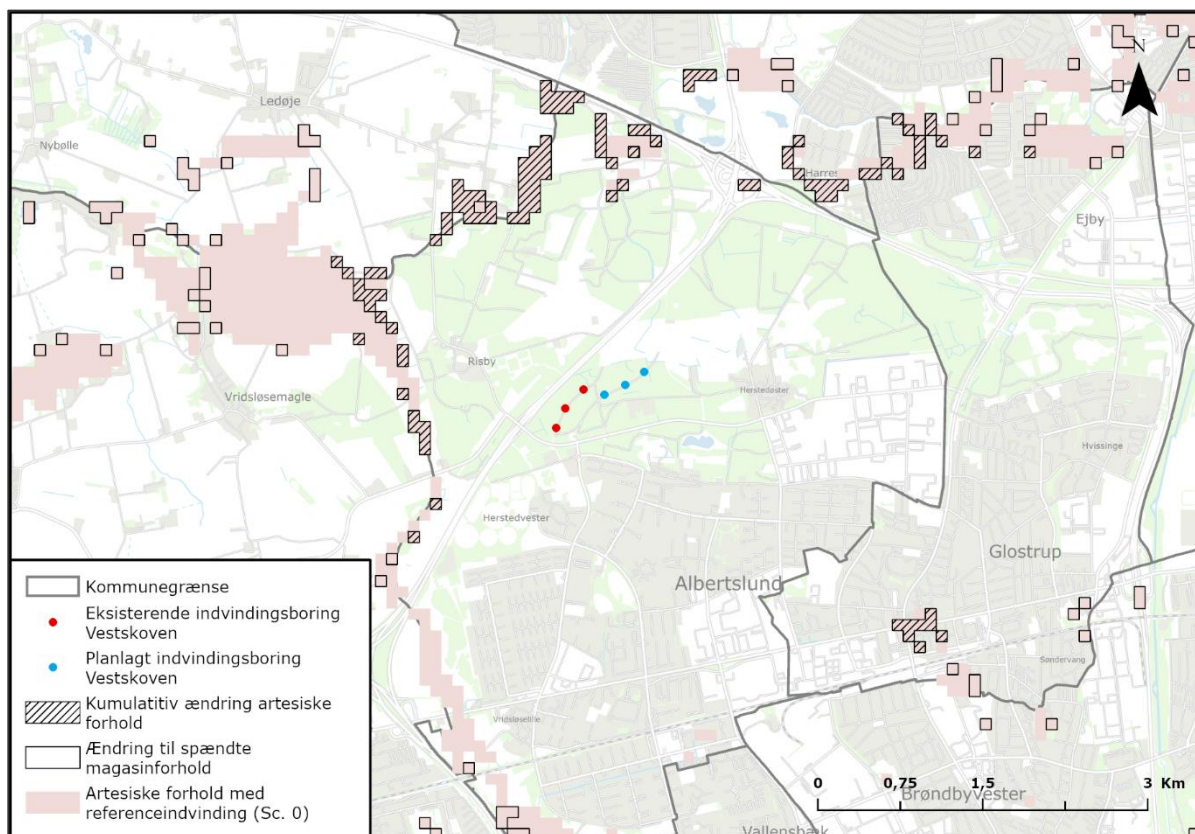 N
Ledøje
Nybølle
Harres
Ejby
Risby
Herstedøster
Vridsløsemagle
Hvissinge
Herstedvester
Glostrup
Albertslund
Søndervang
Vridsløselille
Brøndbyvester
Vallensbæk
Kommunegrænse
Eksisterende indvindingsboring
Vestskoven
Planlagt indvindingsboring
Vestskoven
Kumulatitiv ændring artesiske
forhold
Ændring til spændte
magasinforhold
Artesiske forhold med
referenceindvinding (Sc. 0)
0 0,75 1,5 3 Km